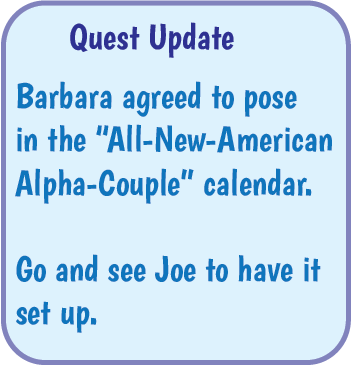 Quest Update
Barbara agreed to pose
in the “All-New-American
Alpha-Couple” calendar.
Go and see Joe to have it
set up.